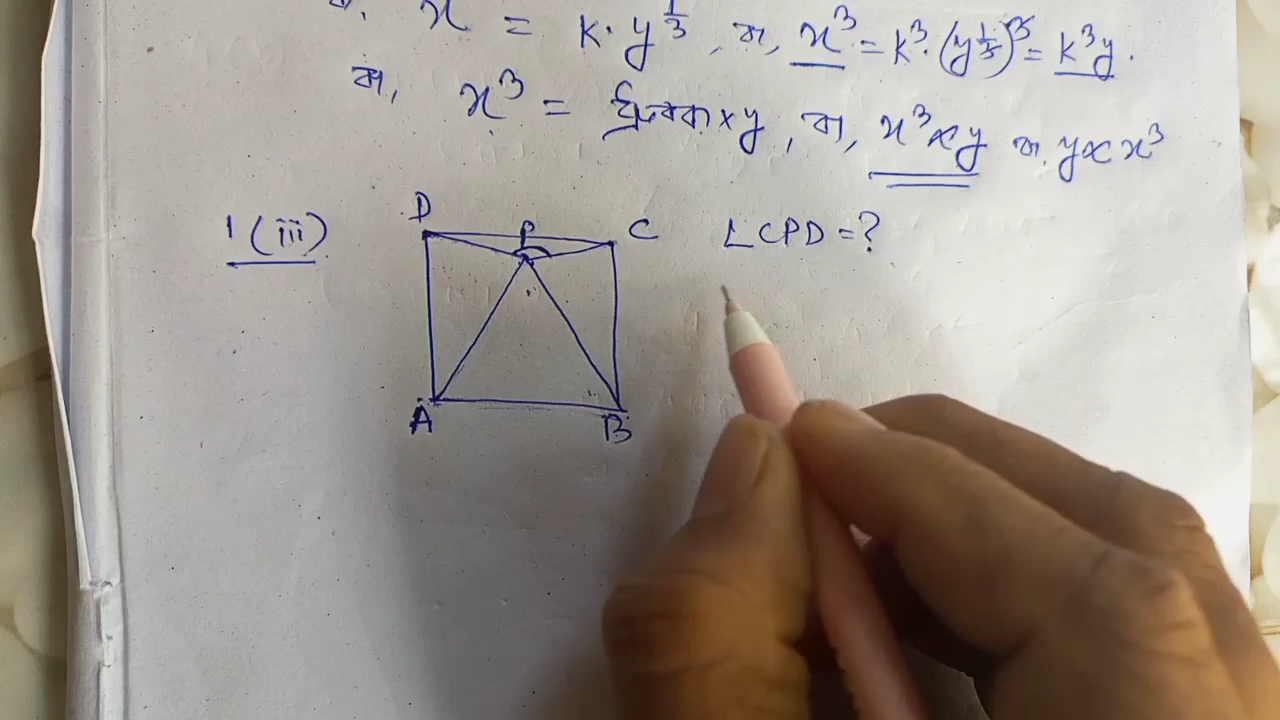 বা, x = k · y^(1/3), বা, x³ = k³·(y^(1/3))³ = k³y.
বা, x³ = ধ্রুবক × y, বা, x³ ∝ y বা, y ∝ x³
1(iii) D P C ∠CPD = ?
A B